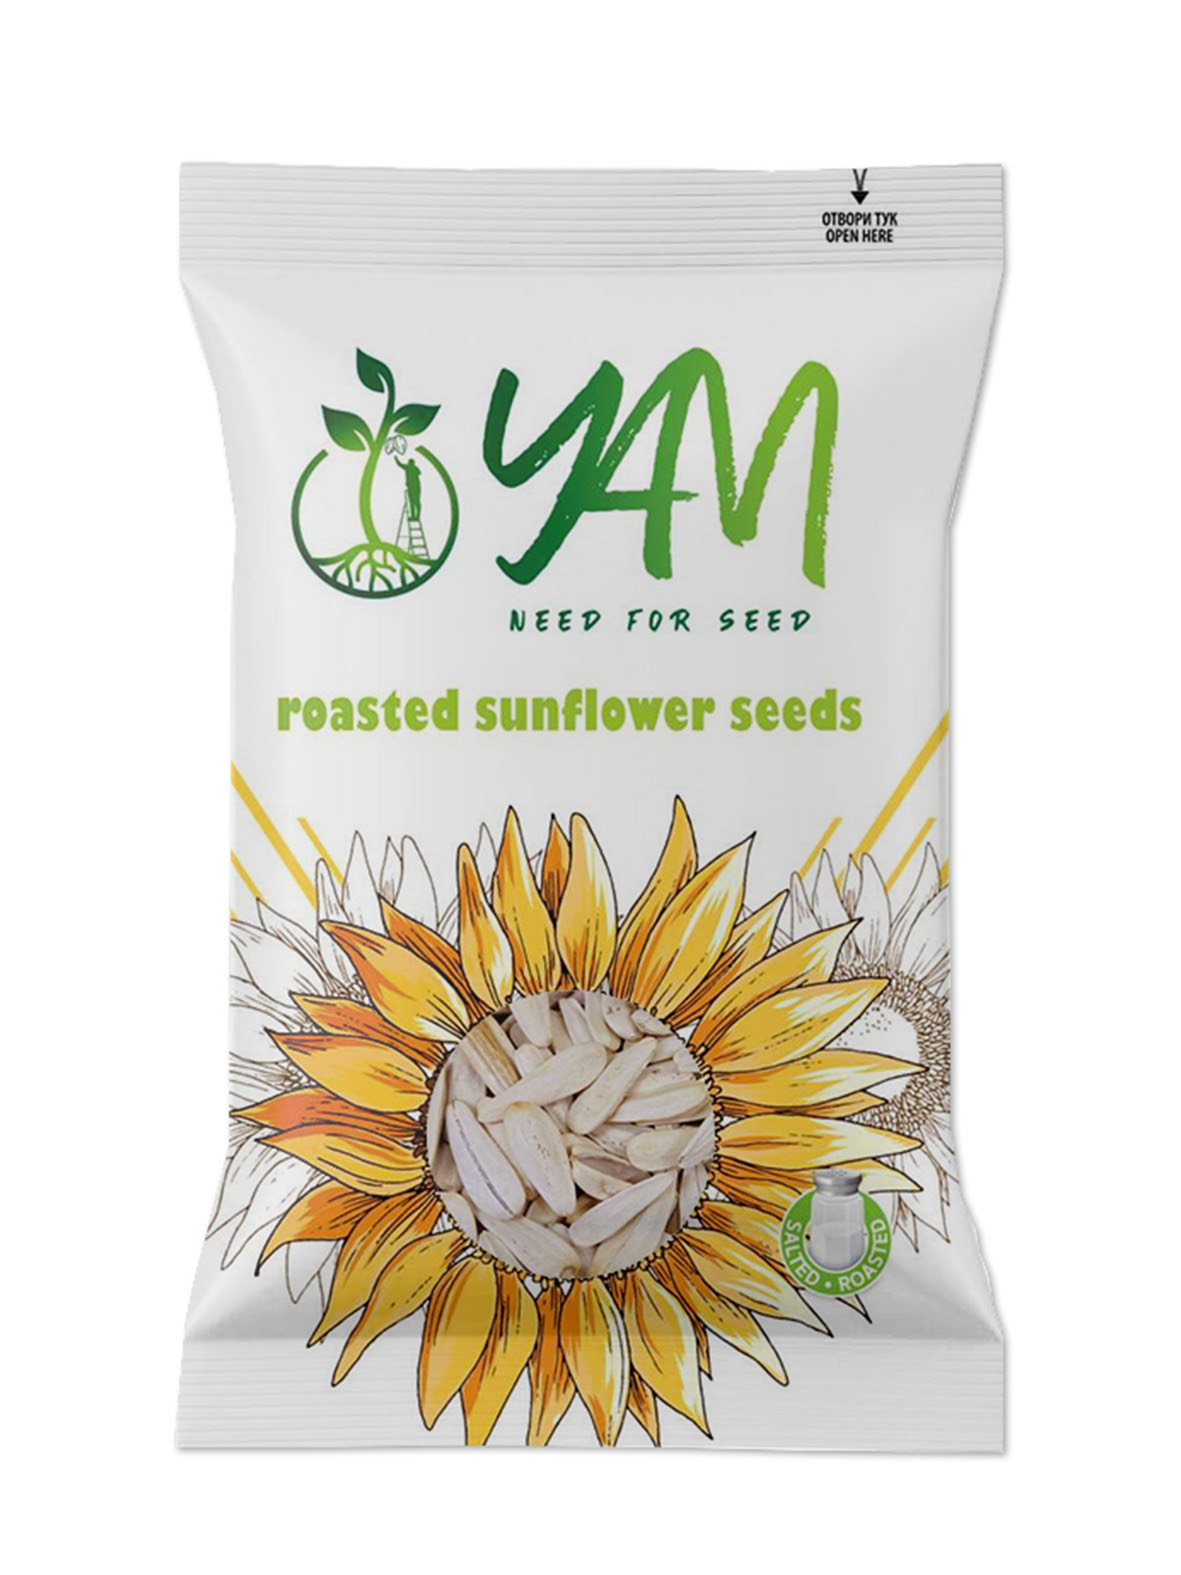 ОТВОРИ ТУК
OPEN HERE
YAM
NEED FOR SEED
roasted sunflower seeds
SALTED • ROASTED